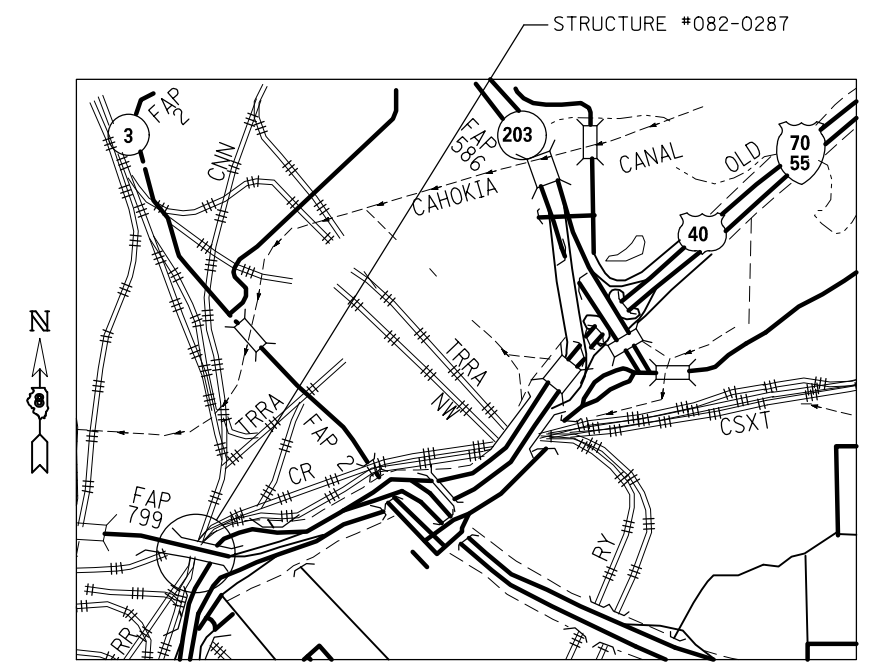 STRUCTURE #082-0287
FAP
2
3
203
FAP
586
CNN
CANAL
OLD
70
55
CAHOKIA
40
N
8
TRRA
NW
TRRA
FAP
2
CSXT
CR
FAP
799
RY
RR